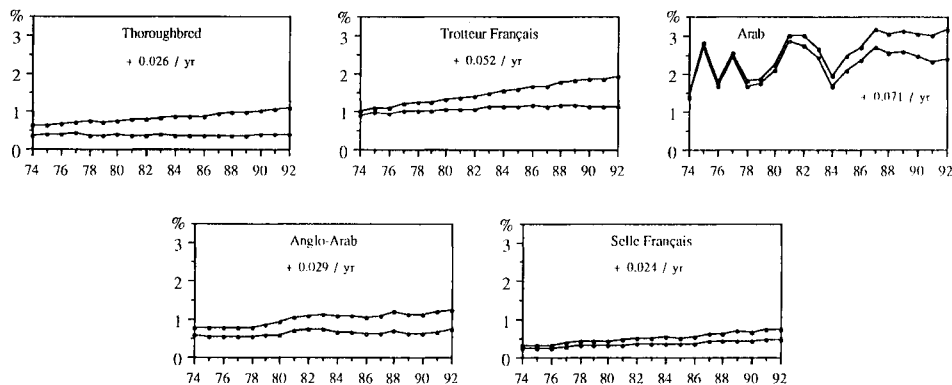 %
3
2
1
0
Thoroughbred
+ 0.026 / yr
74 76 78 80 82 84 86 88 90 92
%
3
2
1
0
Trotteur Français
+ 0.052 / yr
74 76 78 80 82 84 86 88 90 92
%
3
2
1
0
Arab
+ 0.071 / yr
74 76 78 80 82 84 86 88 90 92
%
3
2
1
0
Anglo-Arab
+ 0.029 / yr
74 76 78 80 82 84 86 88 90 92
%
3
2
1
0
Selle Français
+ 0.024 / yr
74 76 78 80 82 84 86 88 90 92